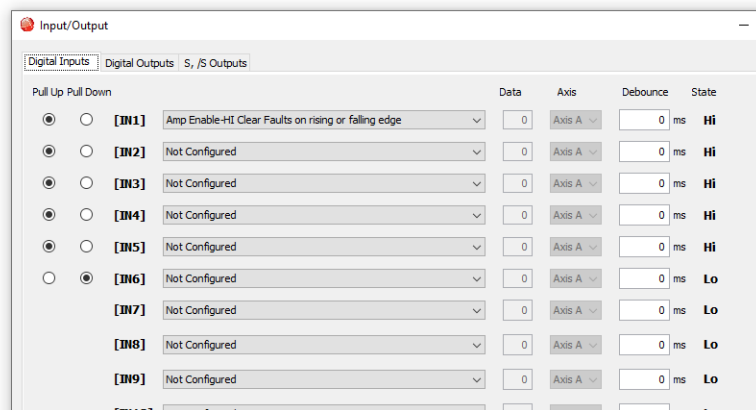 Input/Output
Digital Inputs Digital Outputs S, /S Outputs
Pull Up Pull Down Data Axis Debounce State
[IN1] Amp Enable-HI Clear Faults on rising or falling edge 0 Axis A 0 ms Hi
[IN2] Not Configured 0 Axis A 0 ms Hi
[IN3] Not Configured 0 Axis A 0 ms Hi
[IN4] Not Configured 0 Axis A 0 ms Hi
[IN5] Not Configured 0 Axis A 0 ms Hi
[IN6] Not Configured 0 Axis A 0 ms Lo
[IN7] Not Configured 0 Axis A 0 ms Lo
[IN8] Not Configured 0 Axis A 0 ms Lo
[IN9] Not Configured 0 Axis A 0 ms Lo